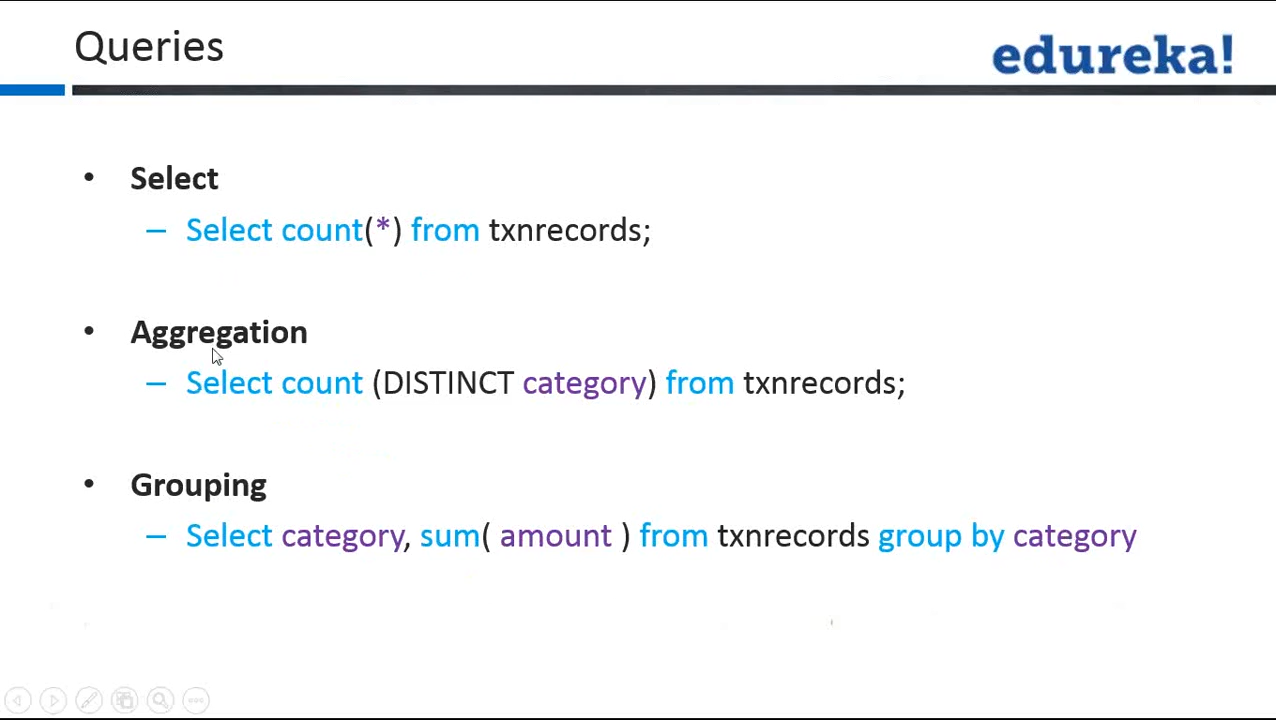 Queries
edureka!
• Select
– Select count(*) from txnrecords;
• Aggregation
– Select count (DISTINCT category) from txnrecords;
• Grouping
– Select category, sum( amount ) from txnrecords group by category